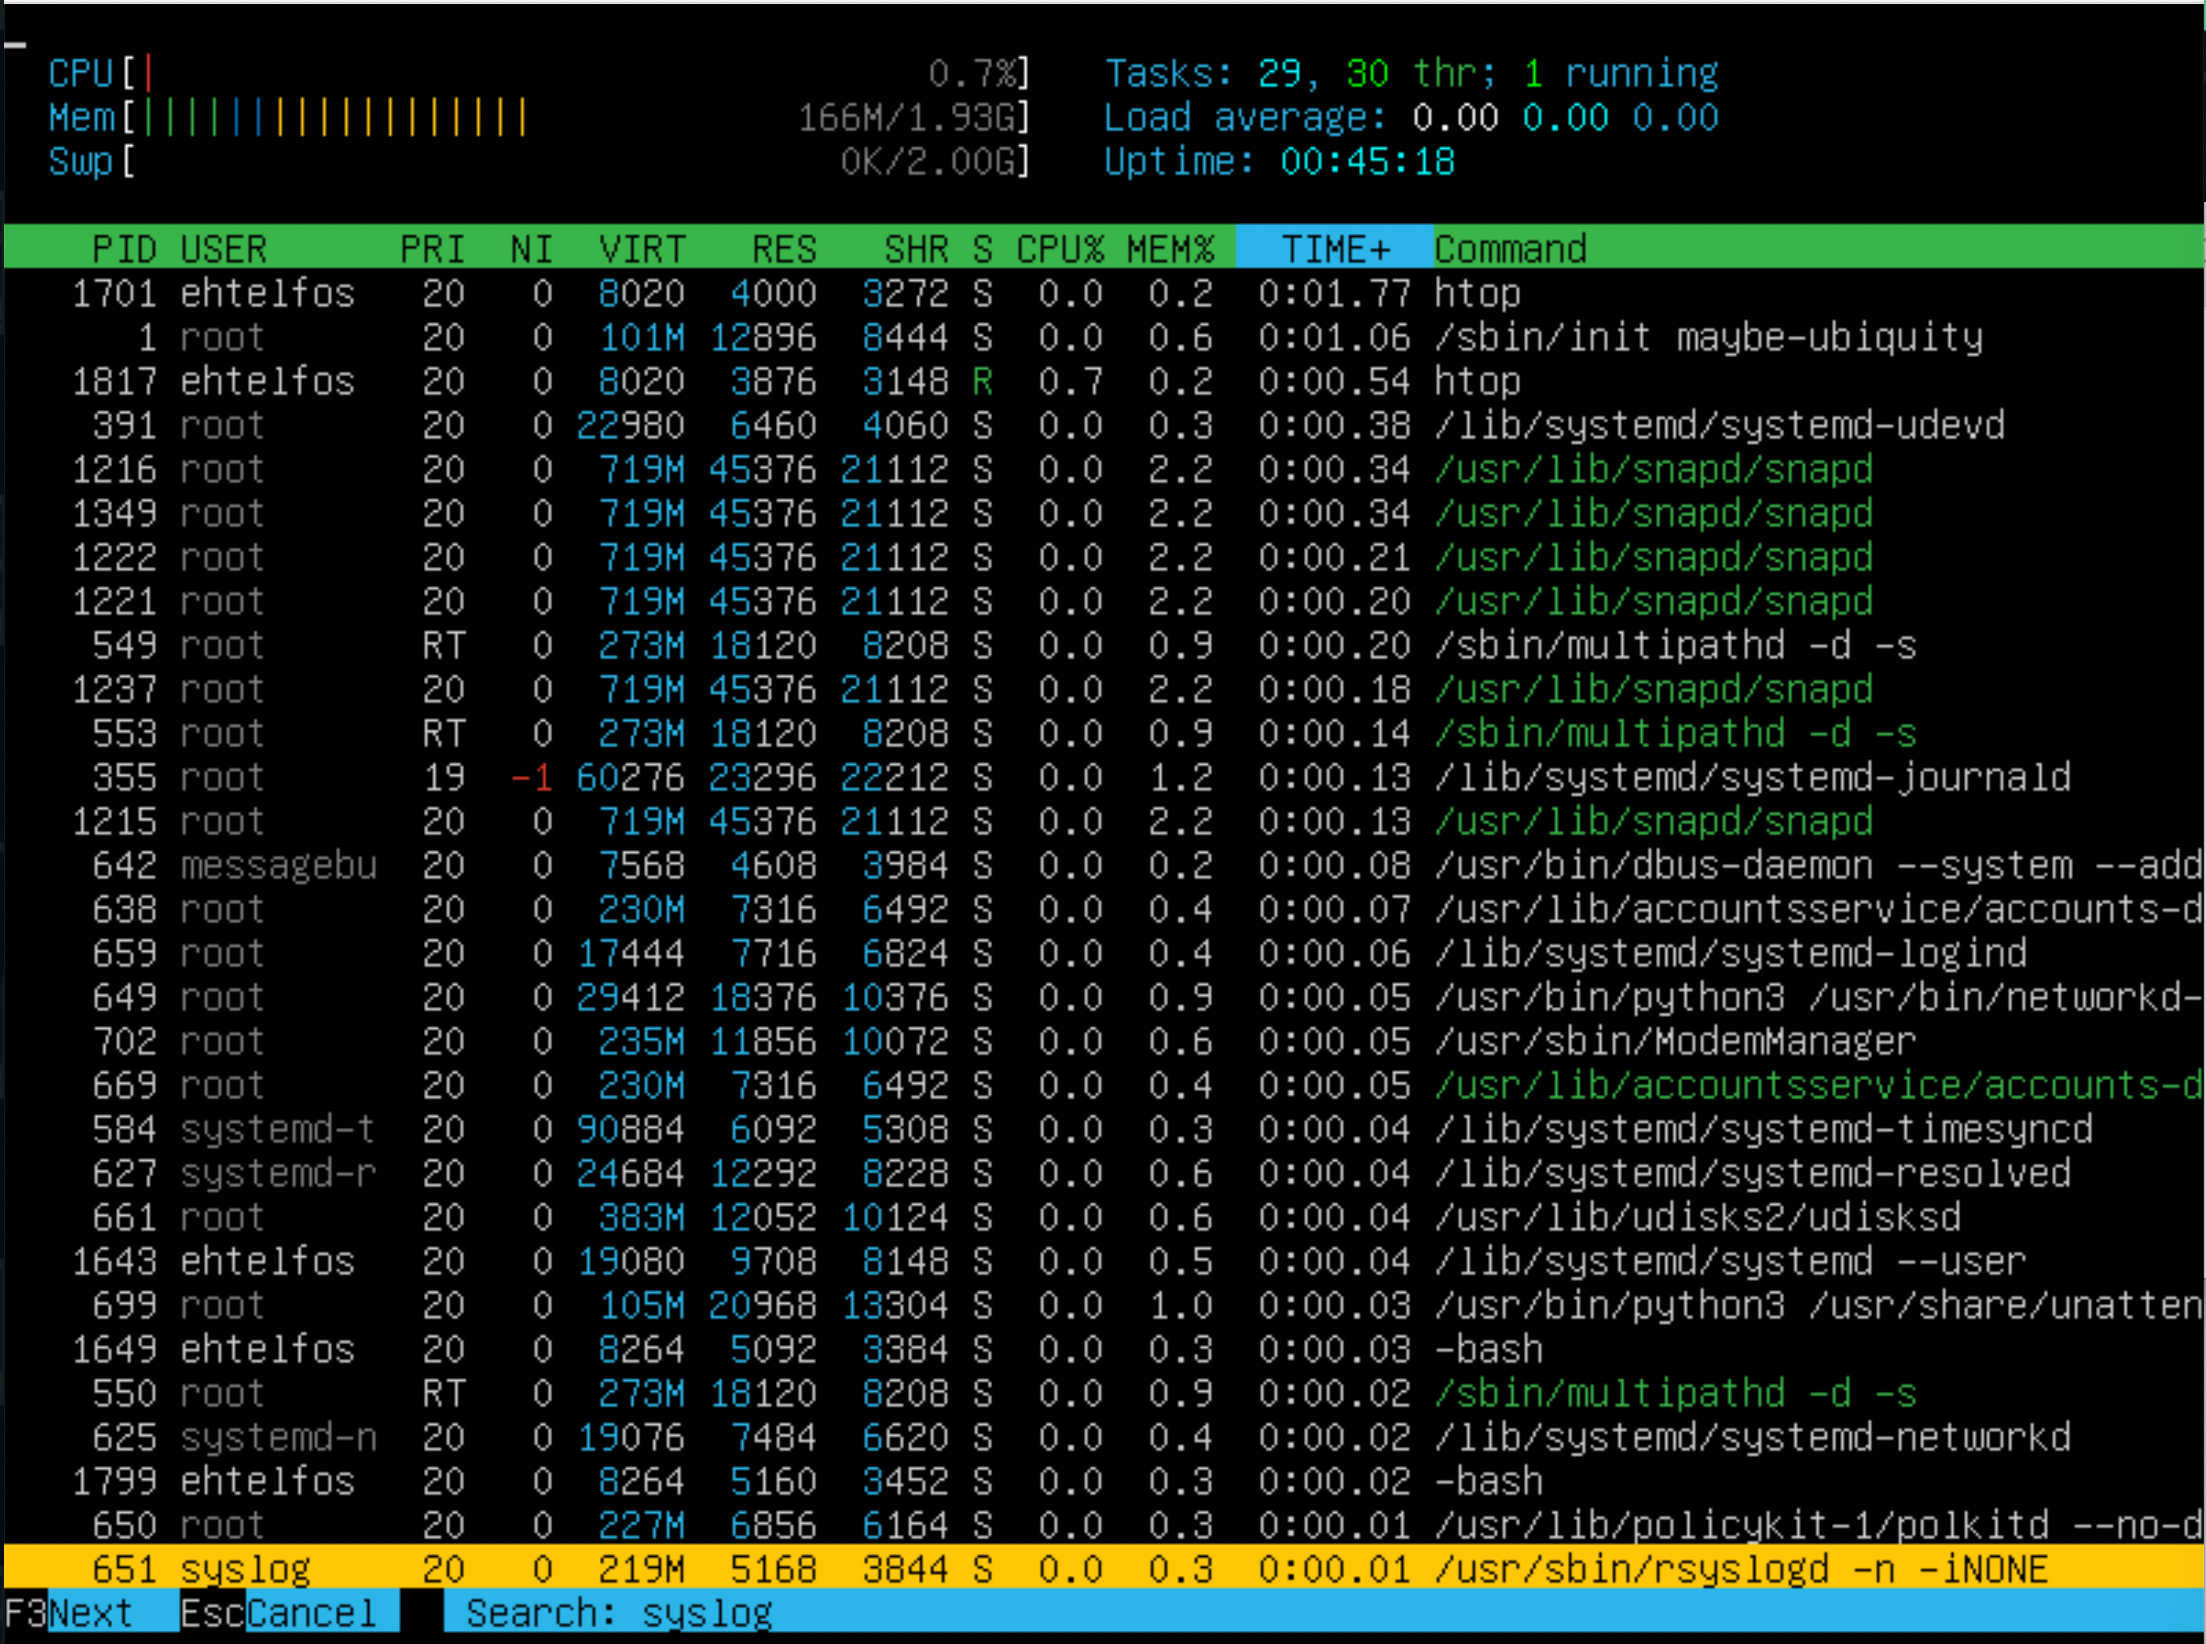 CPU[| 0.7%] Tasks: 29, 30 thr; 1 running
Mem[|||||||||||||||||| 166M/1.93G] Load average: 0.00 0.00 0.00
Swp[ 0K/2.00G] Uptime: 00:45:18
PID USER PRI NI VIRT RES SHR S CPU% MEM% TIME+ Command
1701 ehtelfos 20 0 8020 4000 3272 S 0.0 0.2 0:01.77 htop
1 root 20 0 101M 12896 8444 S 0.0 0.6 0:01.06 /sbin/init maybe-ubiquity
1817 ehtelfos 20 0 8020 3876 3148 R 0.7 0.2 0:00.54 htop
391 root 20 0 22980 6460 4060 S 0.0 0.3 0:00.38 /lib/systemd/systemd-udevd
1216 root 20 0 719M 45376 21112 S 0.0 2.2 0:00.34 /usr/lib/snapd/snapd
1349 root 20 0 719M 45376 21112 S 0.0 2.2 0:00.34 /usr/lib/snapd/snapd
1222 root 20 0 719M 45376 21112 S 0.0 2.2 0:00.21 /usr/lib/snapd/snapd
1221 root 20 0 719M 45376 21112 S 0.0 2.2 0:00.20 /usr/lib/snapd/snapd
549 root RT 0 273M 18120 8208 S 0.0 0.9 0:00.20 /sbin/multipathd -d -s
1237 root 20 0 719M 45376 21112 S 0.0 2.2 0:00.18 /usr/lib/snapd/snapd
553 root RT 0 273M 18120 8208 S 0.0 0.9 0:00.14 /sbin/multipathd -d -s
355 root 19 -1 60276 23296 22212 S 0.0 1.2 0:00.13 /lib/systemd/systemd-journald
1215 root 20 0 719M 45376 21112 S 0.0 2.2 0:00.13 /usr/lib/snapd/snapd
642 messagebu 20 0 7568 4608 3984 S 0.0 0.2 0:00.08 /usr/bin/dbus-daemon --system --add
638 root 20 0 230M 7316 6492 S 0.0 0.4 0:00.07 /usr/lib/accountsservice/accounts-d
659 root 20 0 17444 7716 6824 S 0.0 0.4 0:00.06 /lib/systemd/systemd-logind
649 root 20 0 29412 18376 10376 S 0.0 0.9 0:00.05 /usr/bin/python3 /usr/bin/networkd-
702 root 20 0 235M 11856 10072 S 0.0 0.6 0:00.05 /usr/sbin/ModemManager
669 root 20 0 230M 7316 6492 S 0.0 0.4 0:00.05 /usr/lib/accountsservice/accounts-d
584 systemd-t 20 0 90884 6092 5308 S 0.0 0.3 0:00.04 /lib/systemd/systemd-timesyncd
627 systemd-r 20 0 24684 12292 8228 S 0.0 0.6 0:00.04 /lib/systemd/systemd-resolved
661 root 20 0 383M 12052 10124 S 0.0 0.6 0:00.04 /usr/lib/udisks2/udisksd
1643 ehtelfos 20 0 19080 9708 8148 S 0.0 0.5 0:00.04 /lib/systemd/systemd --user
699 root 20 0 105M 20968 13304 S 0.0 1.0 0:00.03 /usr/bin/python3 /usr/share/unatten
1649 ehtelfos 20 0 8264 5092 3384 S 0.0 0.3 0:00.03 -bash
550 root RT 0 273M 18120 8208 S 0.0 0.9 0:00.02 /sbin/multipathd -d -s
625 systemd-n 20 0 19076 7484 6620 S 0.0 0.4 0:00.02 /lib/systemd/systemd-networkd
1799 ehtelfos 20 0 8264 5160 3452 S 0.0 0.3 0:00.02 -bash
650 root 20 0 227M 6856 6164 S 0.0 0.3 0:00.01 /usr/lib/policykit-1/polkitd --no-d
651 syslog 20 0 219M 5168 3844 S 0.0 0.3 0:00.01 /usr/sbin/rsyslogd -n -iNONE
F3Next EscCancel Search: syslog